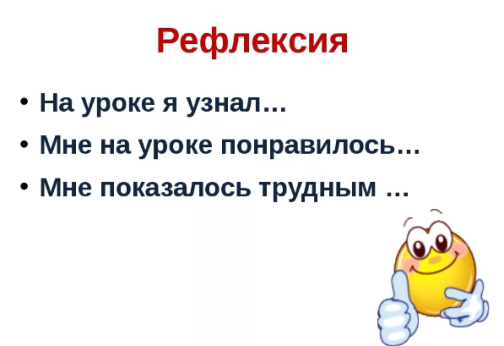 Рефлексия
• На уроке я узнал…
• Мне на уроке понравилось…
• Мне показалось трудным …